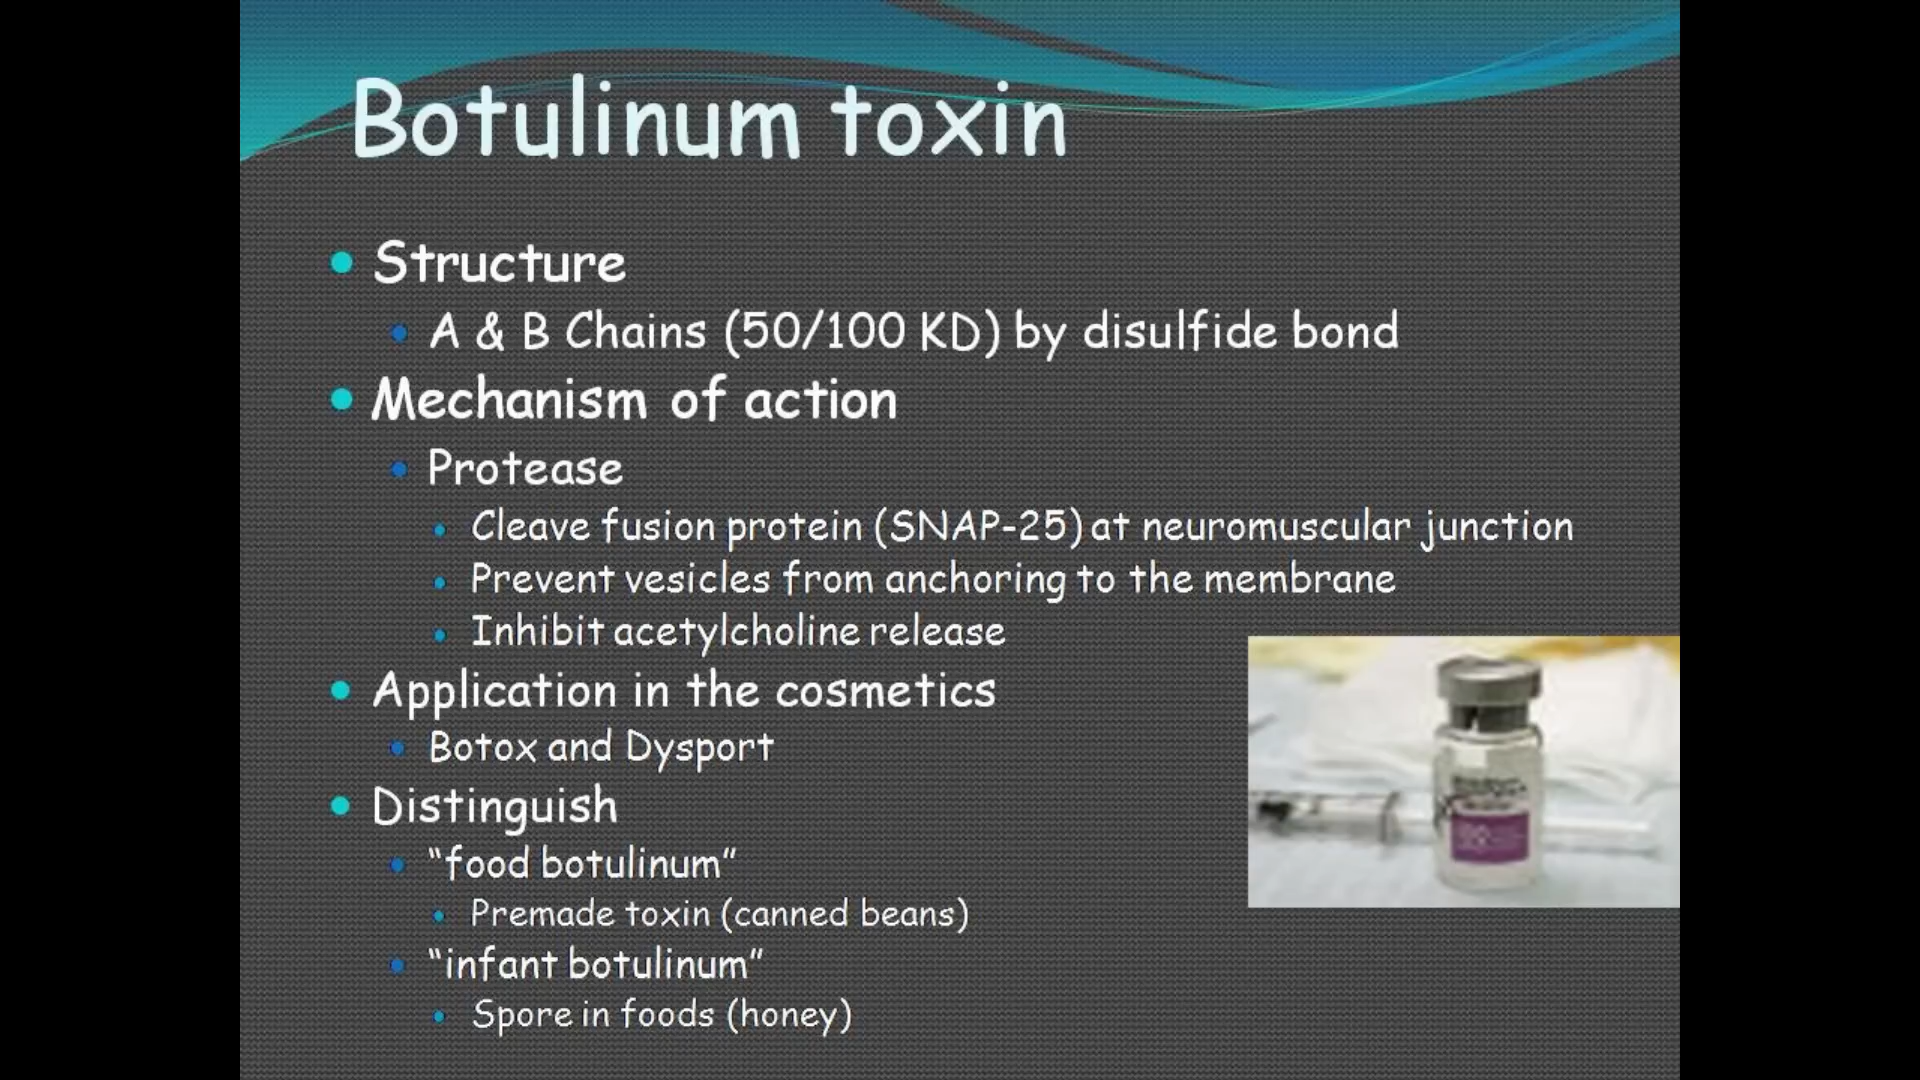 Botulinum toxin
Structure
A & B Chains (50/100 KD) by disulfide bond
Mechanism of action
Protease
Cleave fusion protein (SNAP-25) at neuromuscular junction
Prevent vesicles from anchoring to the membrane
Inhibit acetylcholine release
Application in the cosmetics
Botox and Dysport
Distinguish
“food botulinum”
Premade toxin (canned beans)
“infant botulinum”
Spore in foods (honey)